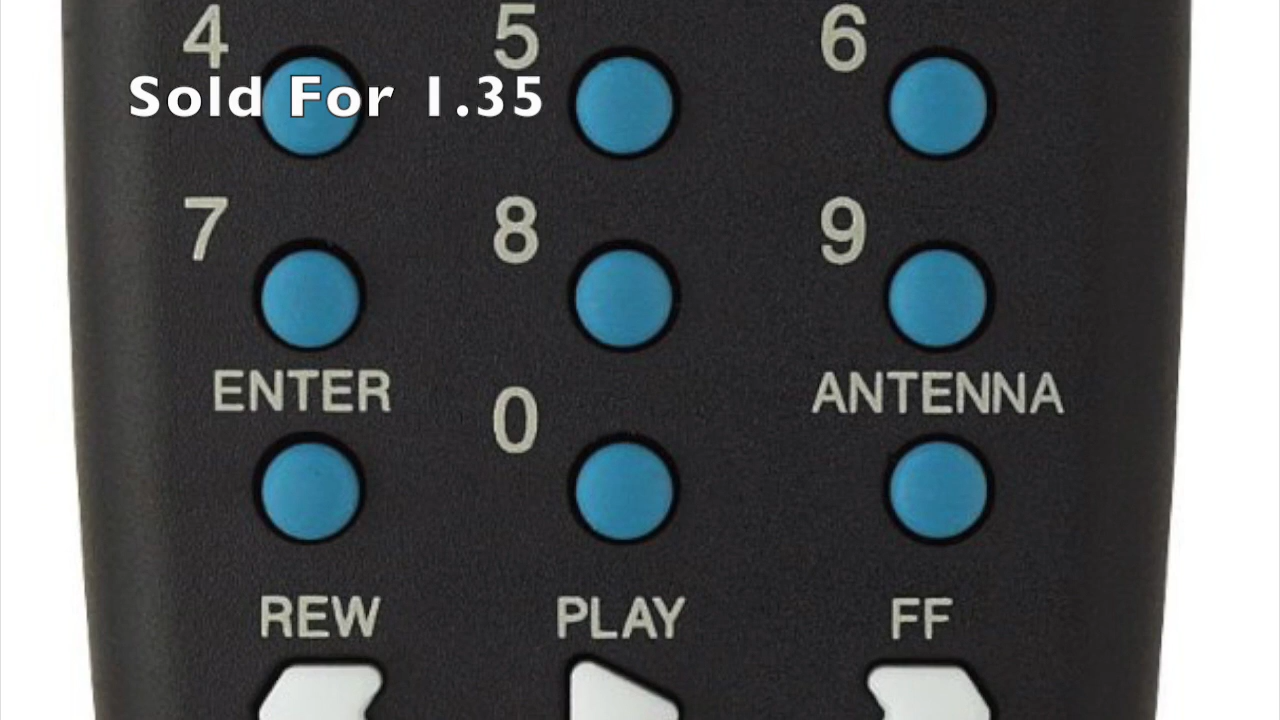 4 5 6
Sold For 1.35
7 8 9
ENTER 0 ANTENNA
REW PLAY FF